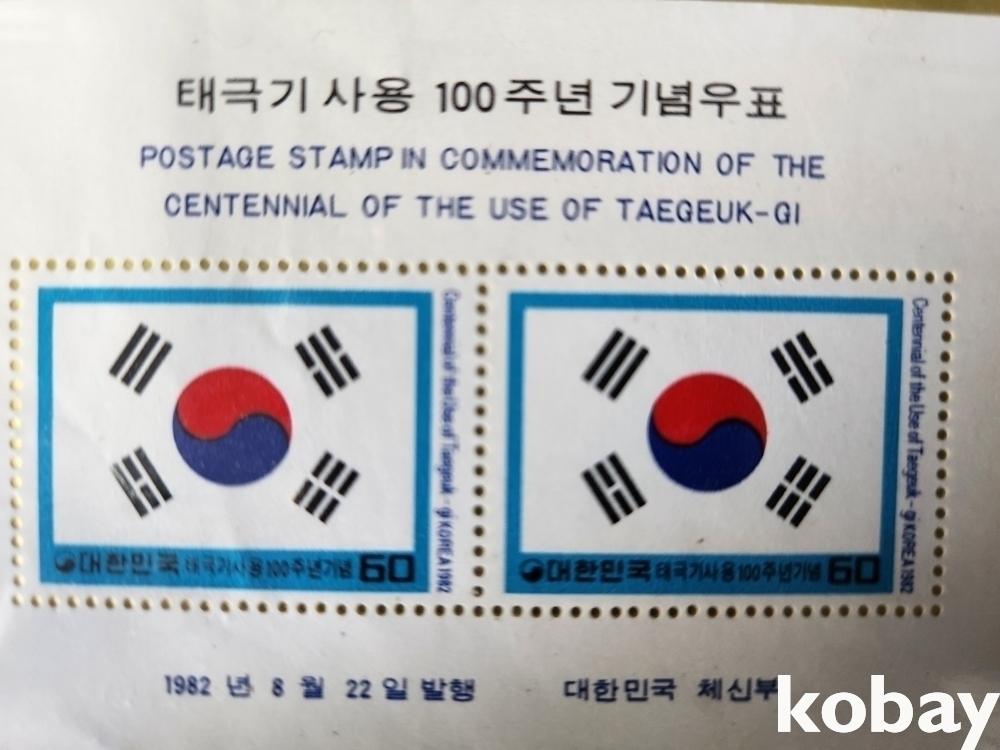 태극기 사용 100 주년 기념우표
POSTAGE STAMP IN COMMEMORATION OF THE
CENTENNIAL OF THE USE OF TAEGEUK-GI
Centennial of the Use of Taegeuk-gi KOREA 1982
대한민국 태극기사용100주년기념 60
Centennial of the Use of Taegeuk-gi KOREA 1982
대한민국 태극기사용100주년기념 60
1982 년 8 월 22 일 발행 대한민국 체신부
kobay